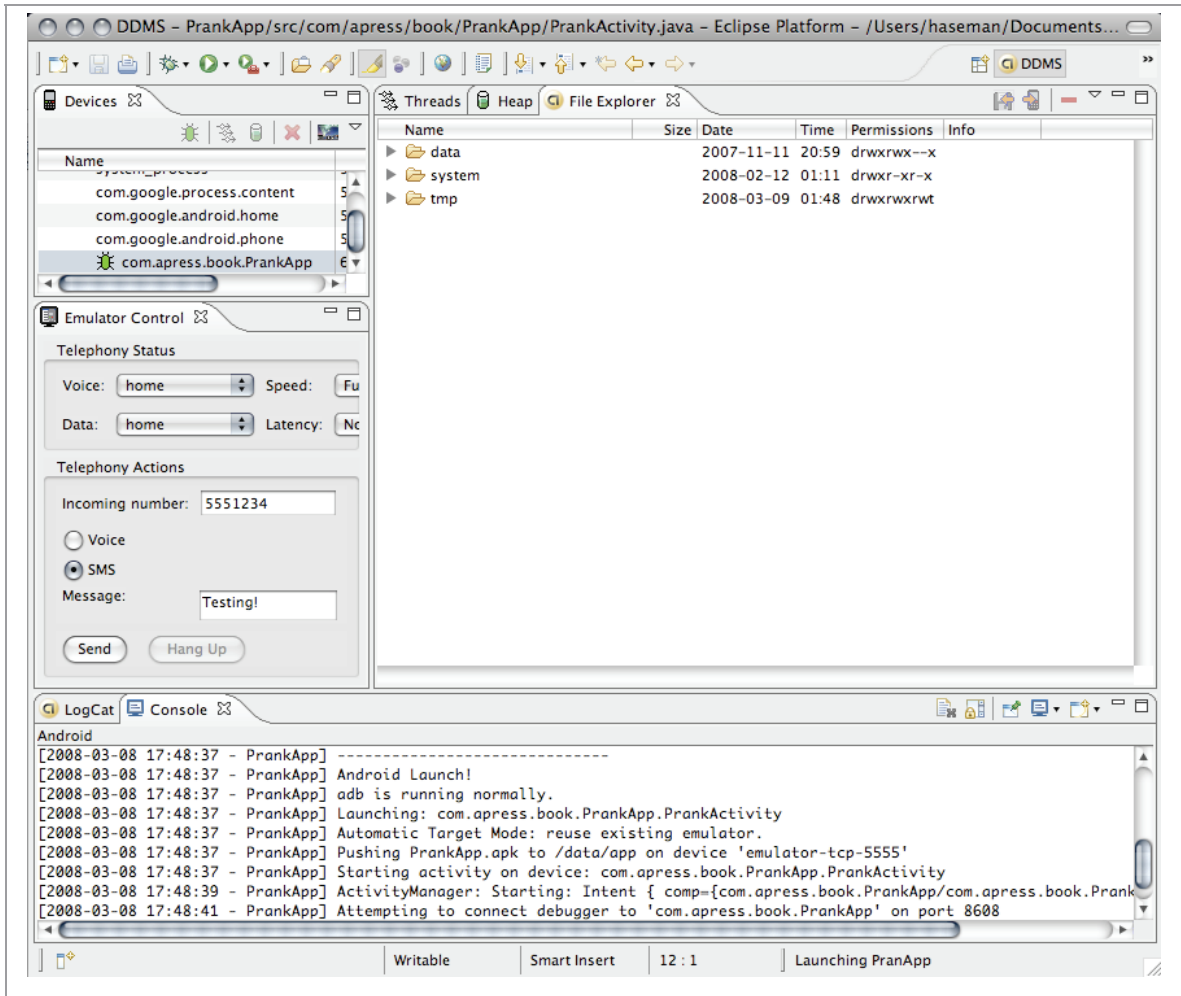 DDMS – PrankApp/src/com/apress/book/PrankApp/PrankActivity.java – Eclipse Platform – /Users/haseman/Documents...
DDMS
»
Devices
Name
system_process
com.google.process.content 5
com.google.android.home 5
com.google.android.phone 5
com.apress.book.PrankApp 6
Threads Heap File Explorer
Name Size Date Time Permissions Info
data 2007-11-11 20:59 drwxrwx--x
system 2008-02-12 01:11 drwxr-xr-x
tmp 2008-03-09 01:48 drwxrwxrwt
Emulator Control
Telephony Status
Voice: home Speed: Fu
Data: home Latency: No
Telephony Actions
Incoming number: 5551234
Voice
SMS
Message: Testing!
Send Hang Up
LogCat Console
Android
[2008-03-08 17:48:37 - PrankApp] ------------------------------
[2008-03-08 17:48:37 - PrankApp] Android Launch!
[2008-03-08 17:48:37 - PrankApp] adb is running normally.
[2008-03-08 17:48:37 - PrankApp] Launching: com.apress.book.PrankApp.PrankActivity
[2008-03-08 17:48:37 - PrankApp] Automatic Target Mode: reuse existing emulator.
[2008-03-08 17:48:37 - PrankApp] Pushing PrankApp.apk to /data/app on device 'emulator-tcp-5555'
[2008-03-08 17:48:37 - PrankApp] Starting activity on device: com.apress.book.PrankApp.PrankActivity
[2008-03-08 17:48:39 - PrankApp] ActivityManager: Starting: Intent { comp={com.apress.book.PrankApp/com.apress.book.Prank
[2008-03-08 17:48:41 - PrankApp] Attempting to connect debugger to 'com.apress.book.PrankApp' on port 8608
Writable Smart Insert 12 : 1 Launching PranApp